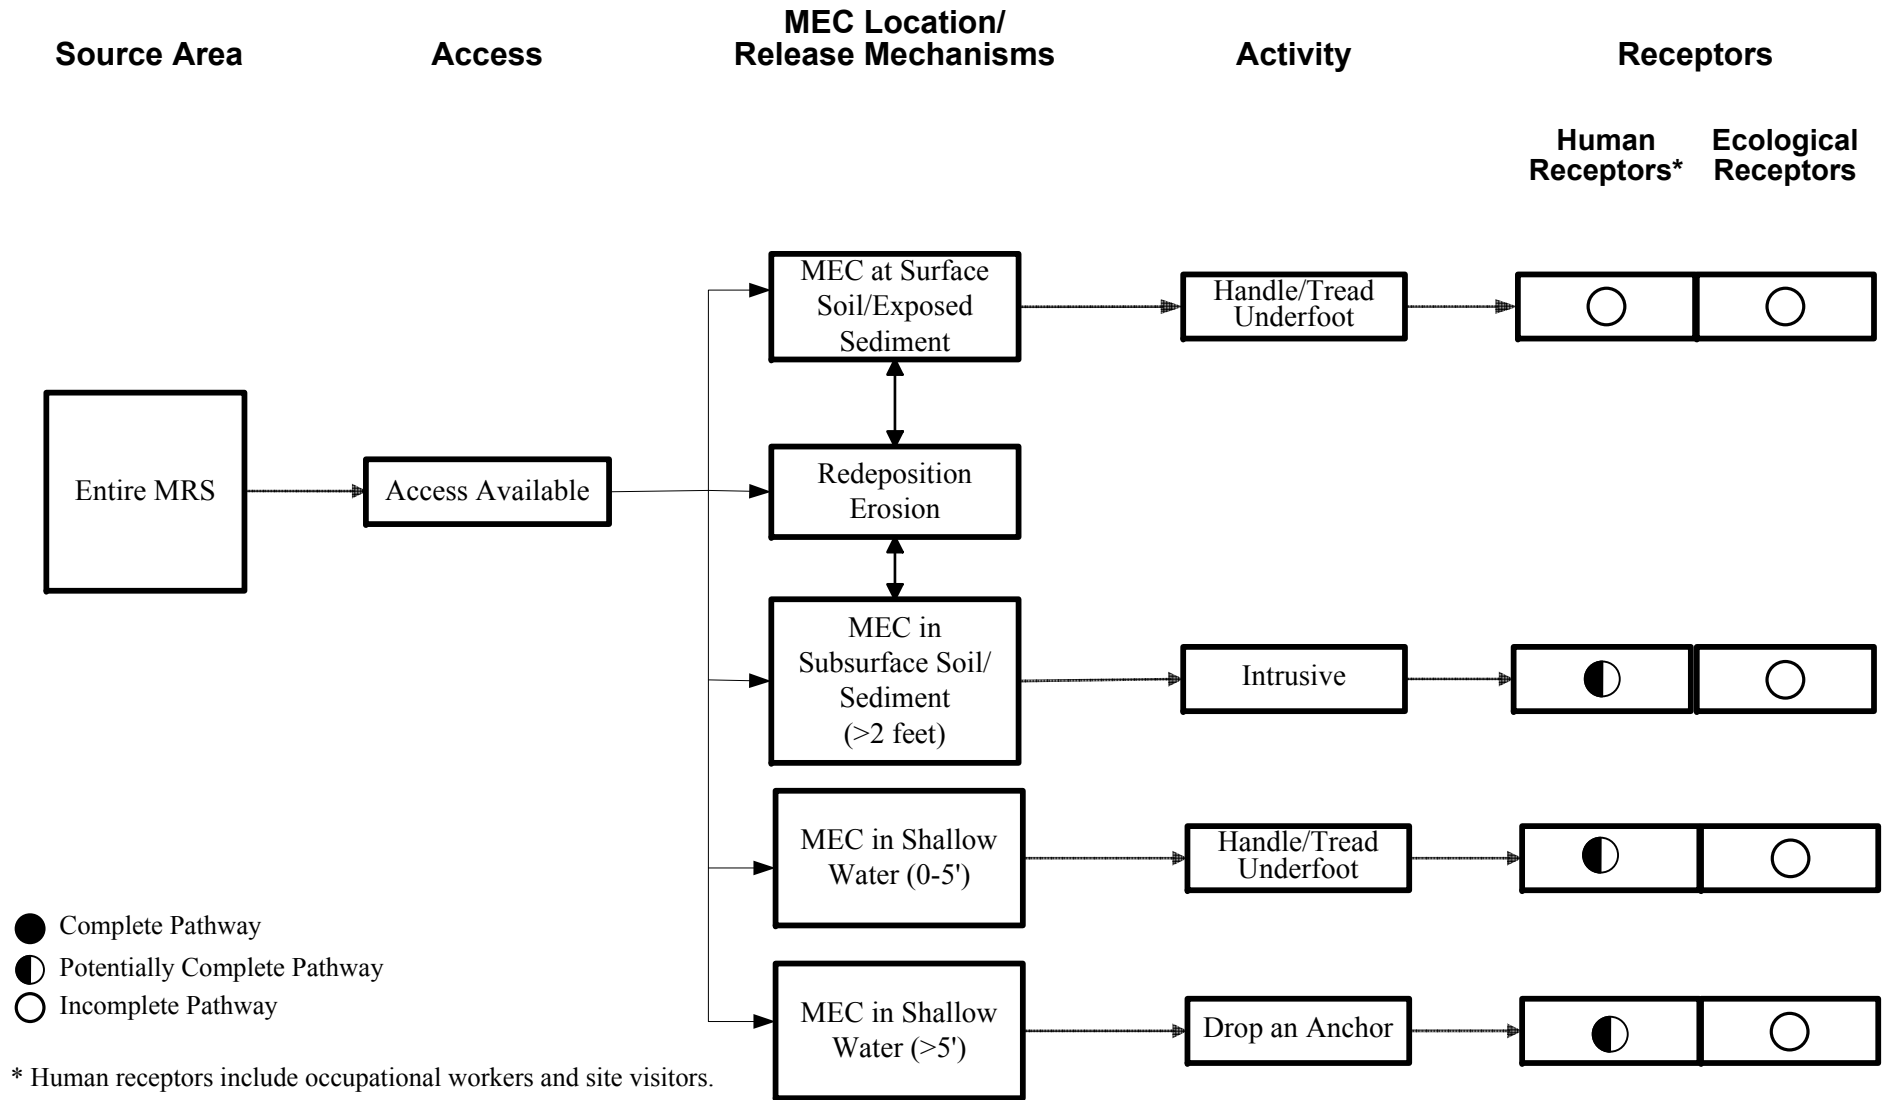 Source Area
Access
MEC Location/
Release Mechanisms
Activity
Receptors
Human
Receptors*
Ecological
Receptors
MEC at Surface
Soil/Exposed
Sediment
Handle/Tread
Underfoot
Entire MRS
Access Available
Redeposition
Erosion
MEC in
Subsurface Soil/
Sediment
(>2 feet)
Intrusive
MEC in Shallow
Water (0-5')
Handle/Tread
Underfoot
MEC in Shallow
Water (>5')
Drop an Anchor
Complete Pathway
Potentially Complete Pathway
Incomplete Pathway
* Human receptors include occupational workers and site visitors.